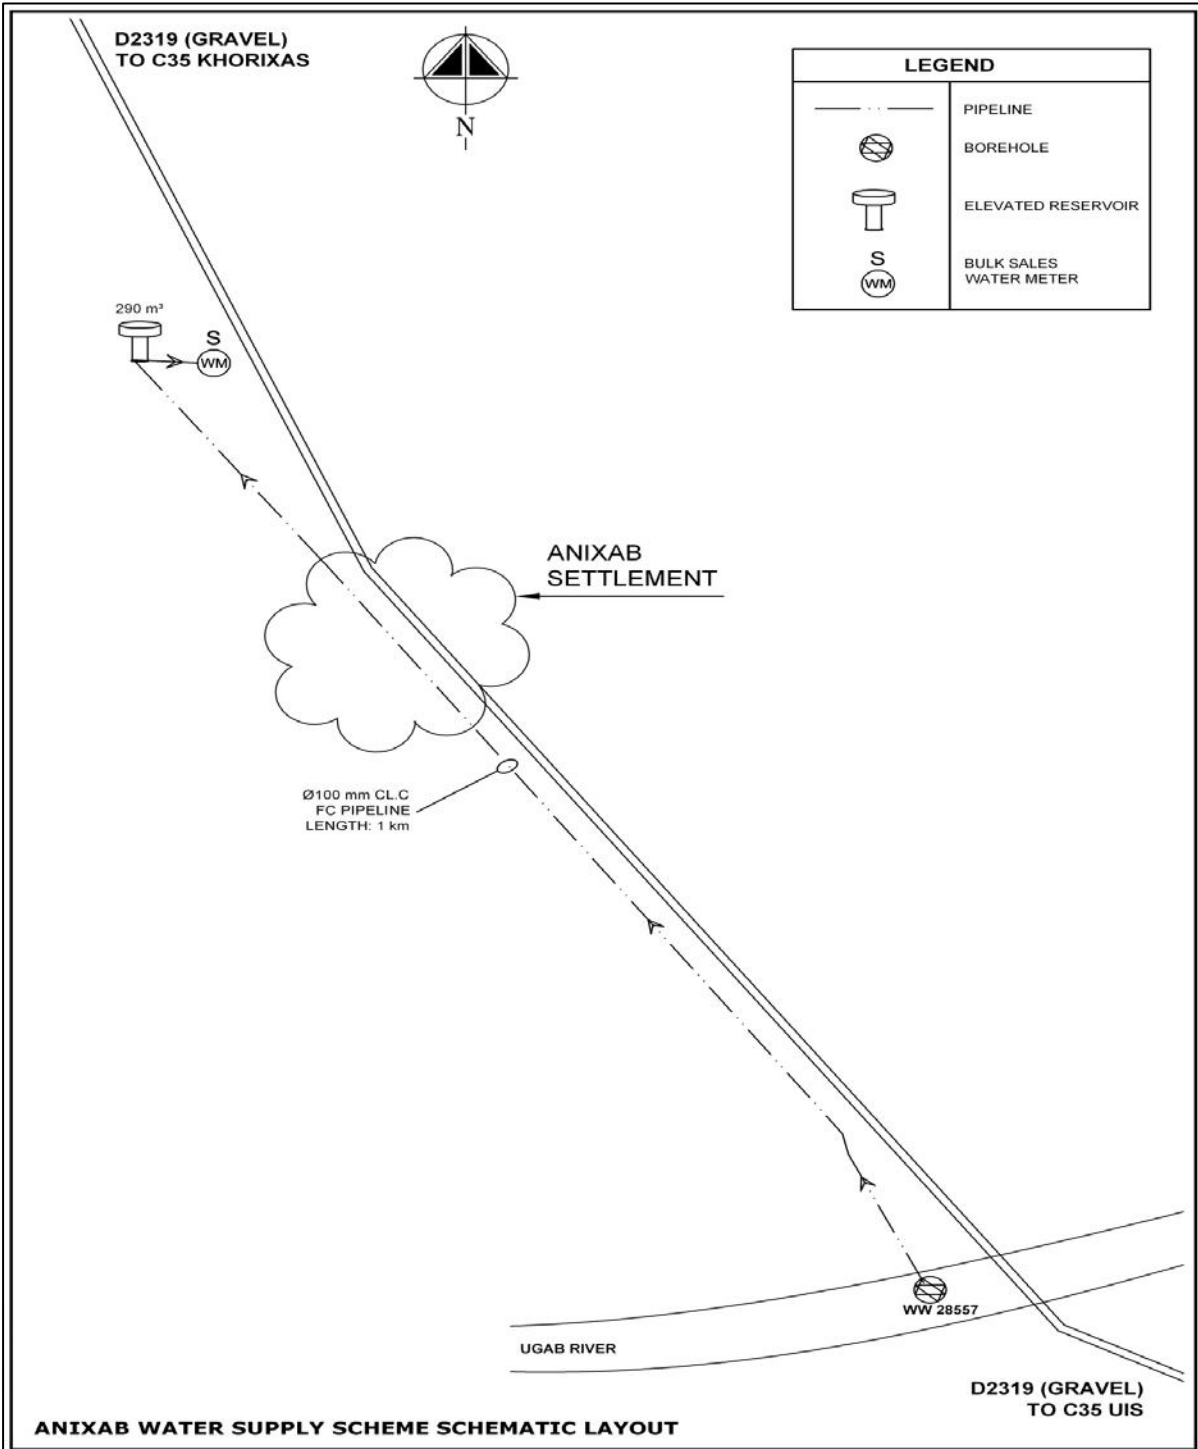 D2319 (GRAVEL)
TO C35 KHORIXAS
N
LEGEND
PIPELINE
BOREHOLE
ELEVATED RESERVOIR
S
WM
BULK SALES
WATER METER
290 m³
S
WM
ANIXAB
SETTLEMENT
Ø100 mm CL.C
FC PIPELINE
LENGTH: 1 km
WW 28557
UGAB RIVER
D2319 (GRAVEL)
TO C35 UIS
ANIXAB WATER SUPPLY SCHEME SCHEMATIC LAYOUT